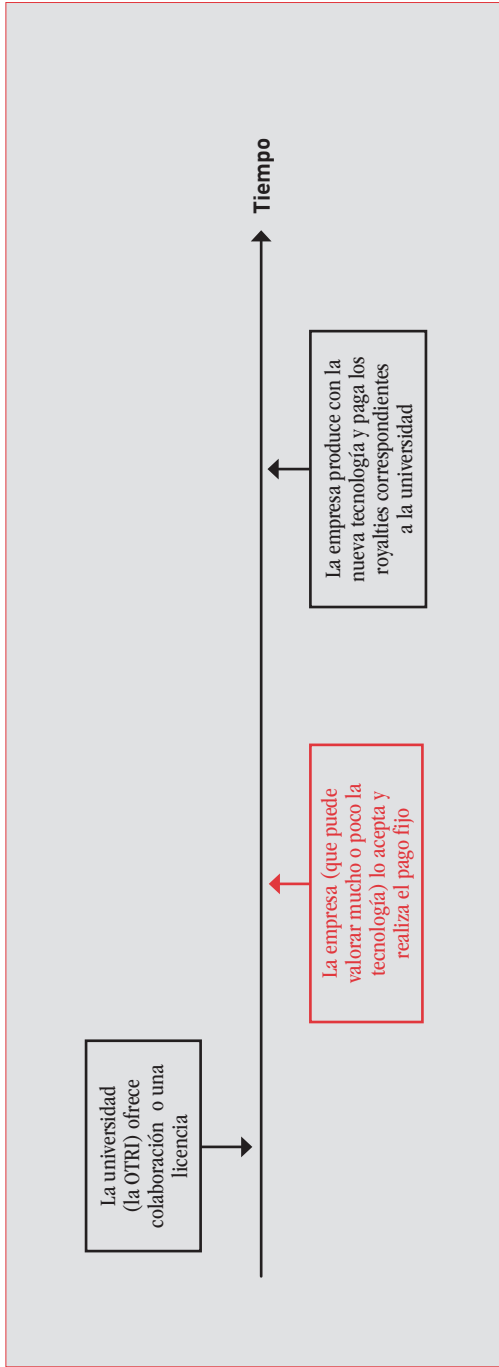 La universidad
(la OTRI) ofrece
colaboración o una
licencia
La empresa (que puede
valorar mucho o poco la
tecnología) lo acepta y
realiza el pago fijo
La empresa produce con la
nueva tecnología y paga los
royalties correspondientes
a la universidad
Tiempo